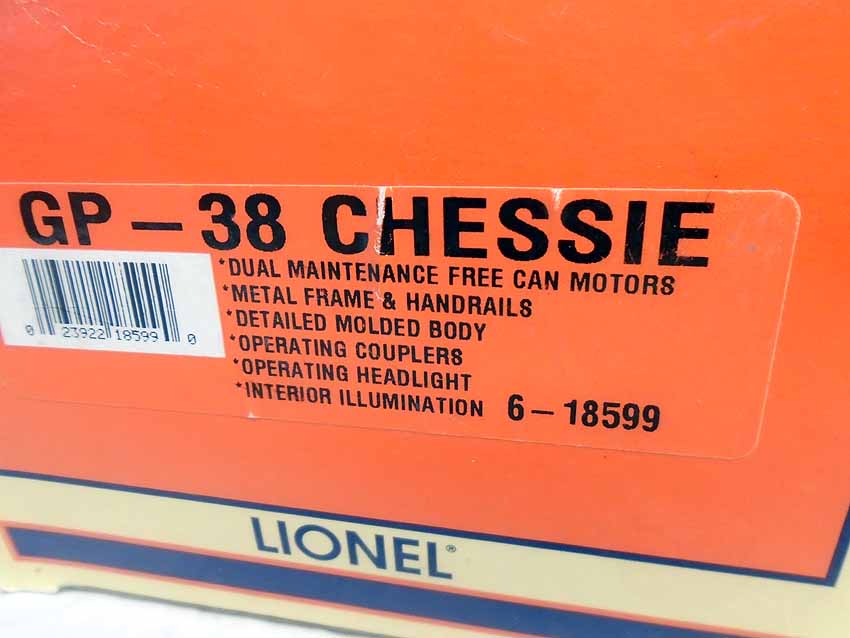 GP – 38 CHESSIE
*DUAL MAINTENANCE FREE CAN MOTORS
*METAL FRAME & HANDRAILS
*DETAILED MOLDED BODY
*OPERATING COUPLERS
*OPERATING HEADLIGHT
*INTERIOR ILLUMINATION 6–18599
0 23922 18599 0
LIONEL®